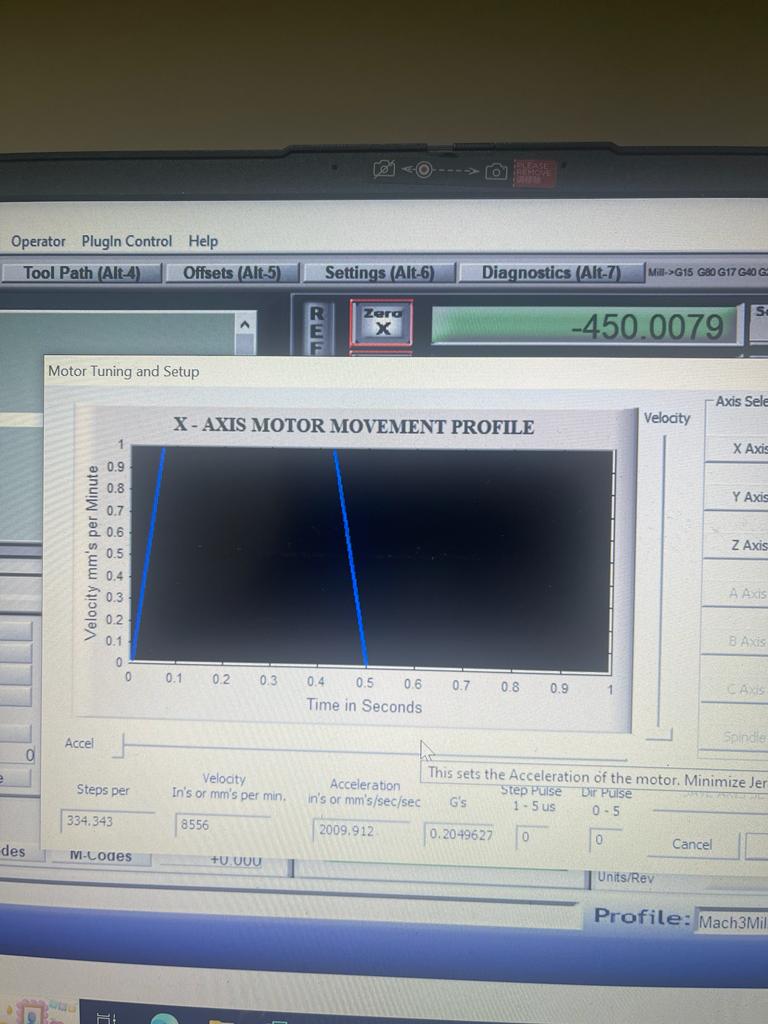 PLEASE
REMOVE
Operator PlugIn Control Help
Tool Path (Alt-4) Offsets (Alt-5) Settings (Alt-6) Diagnostics (Alt-7) Mill->G15 G80 G17 G40
REF
Zero
X
-450.0079
Motor Tuning and Setup
X - AXIS MOTOR MOVEMENT PROFILE
Velocity
Axis Sele
X Axis
Y Axis
Z Axis
A Axis
B Axis
C Axis
Spindle
Velocity mm's per Minute
1
0.9
0.8
0.7
0.6
0.5
0.4
0.3
0.2
0.1
0
0 0.1 0.2 0.3 0.4 0.5 0.6 0.7 0.8 0.9 1
Time in Seconds
Accel
This sets the Acceleration of the motor. Minimize Jer
0
Steps per
Velocity
In's or mm's per min.
Acceleration
in's or mm's/sec/sec
G's
Step Pulse
1 - 5 us
Dir Pulse
0 - 5
334.343
8556
2009.912
0.2049627
0
0
Cancel
des
M-Codes
+0.000
Units/Rev
Profile: Mach3Mil